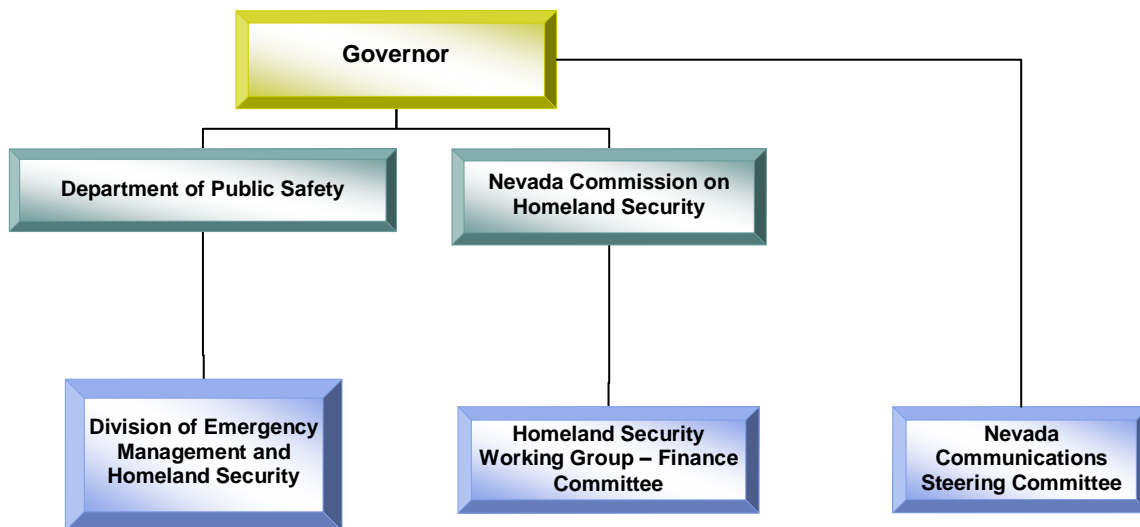 Governor
Department of Public Safety
Nevada Commission on
Homeland Security
Division of Emergency
Management and
Homeland Security
Homeland Security
Working Group – Finance
Committee
Nevada
Communications
Steering Committee